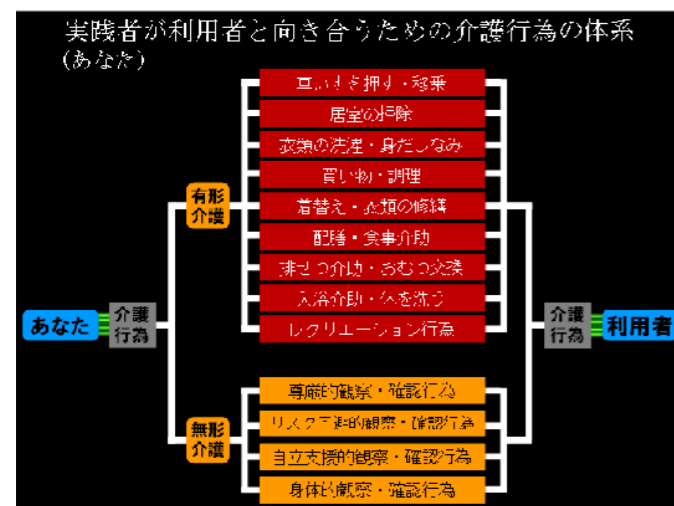 実践者が利用者と向き合うための介護行為の体系
(あなた)
車いすを押す・移乗
居室の掃除
衣類の洗濯・身だしなみ
買い物・調理
着替え・衣類の修繕
配膳・食事介助
排せつ介助・おむつ交換
入浴介助・体を洗う
レクリエーション行為
有形
介護
あなた
介護
行為
介護
行為
利用者
無形
介護
尊厳的観察・確認行為
リスク予測的観察・確認行為
自立支援的観察・確認行為
身体的観察・確認行為